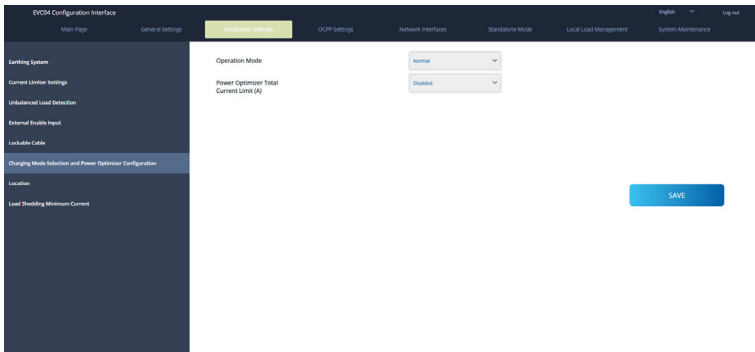 EVC04 Configuration Interface
English
Log out
Main Page
General Settings
Installation Settings
OCPP Settings
Network Interfaces
Standalone Mode
Local Load Management
System Maintenance
Earthing System
Current Limiter Settings
Unbalanced Load Detection
External Enable Input
Lockable Cable
Charging Mode Selection and Power Optimizer Configuration
Location
Load Shedding Minimum Current
Operation Mode
Normal
Power Optimizer Total
Current Limit (A)
Disabled
SAVE